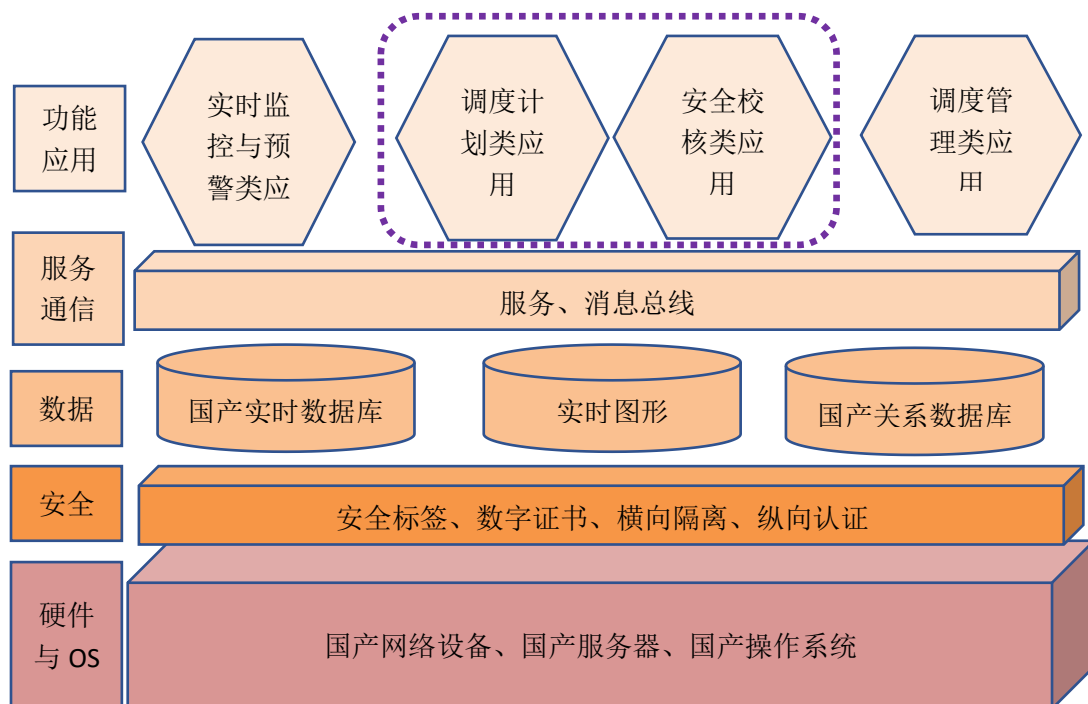 功能
应用
实时监
控与预
警类应
调度计
划类应
用
安全校
核类应
用
调度管
理类应
用
服务
通信
服务、消息总线
数据
国产实时数据库
实时图形
国产关系数据库
安全
安全标签、数字证书、横向隔离、纵向认证
硬件
与 OS
国产网络设备、国产服务器、国产操作系统